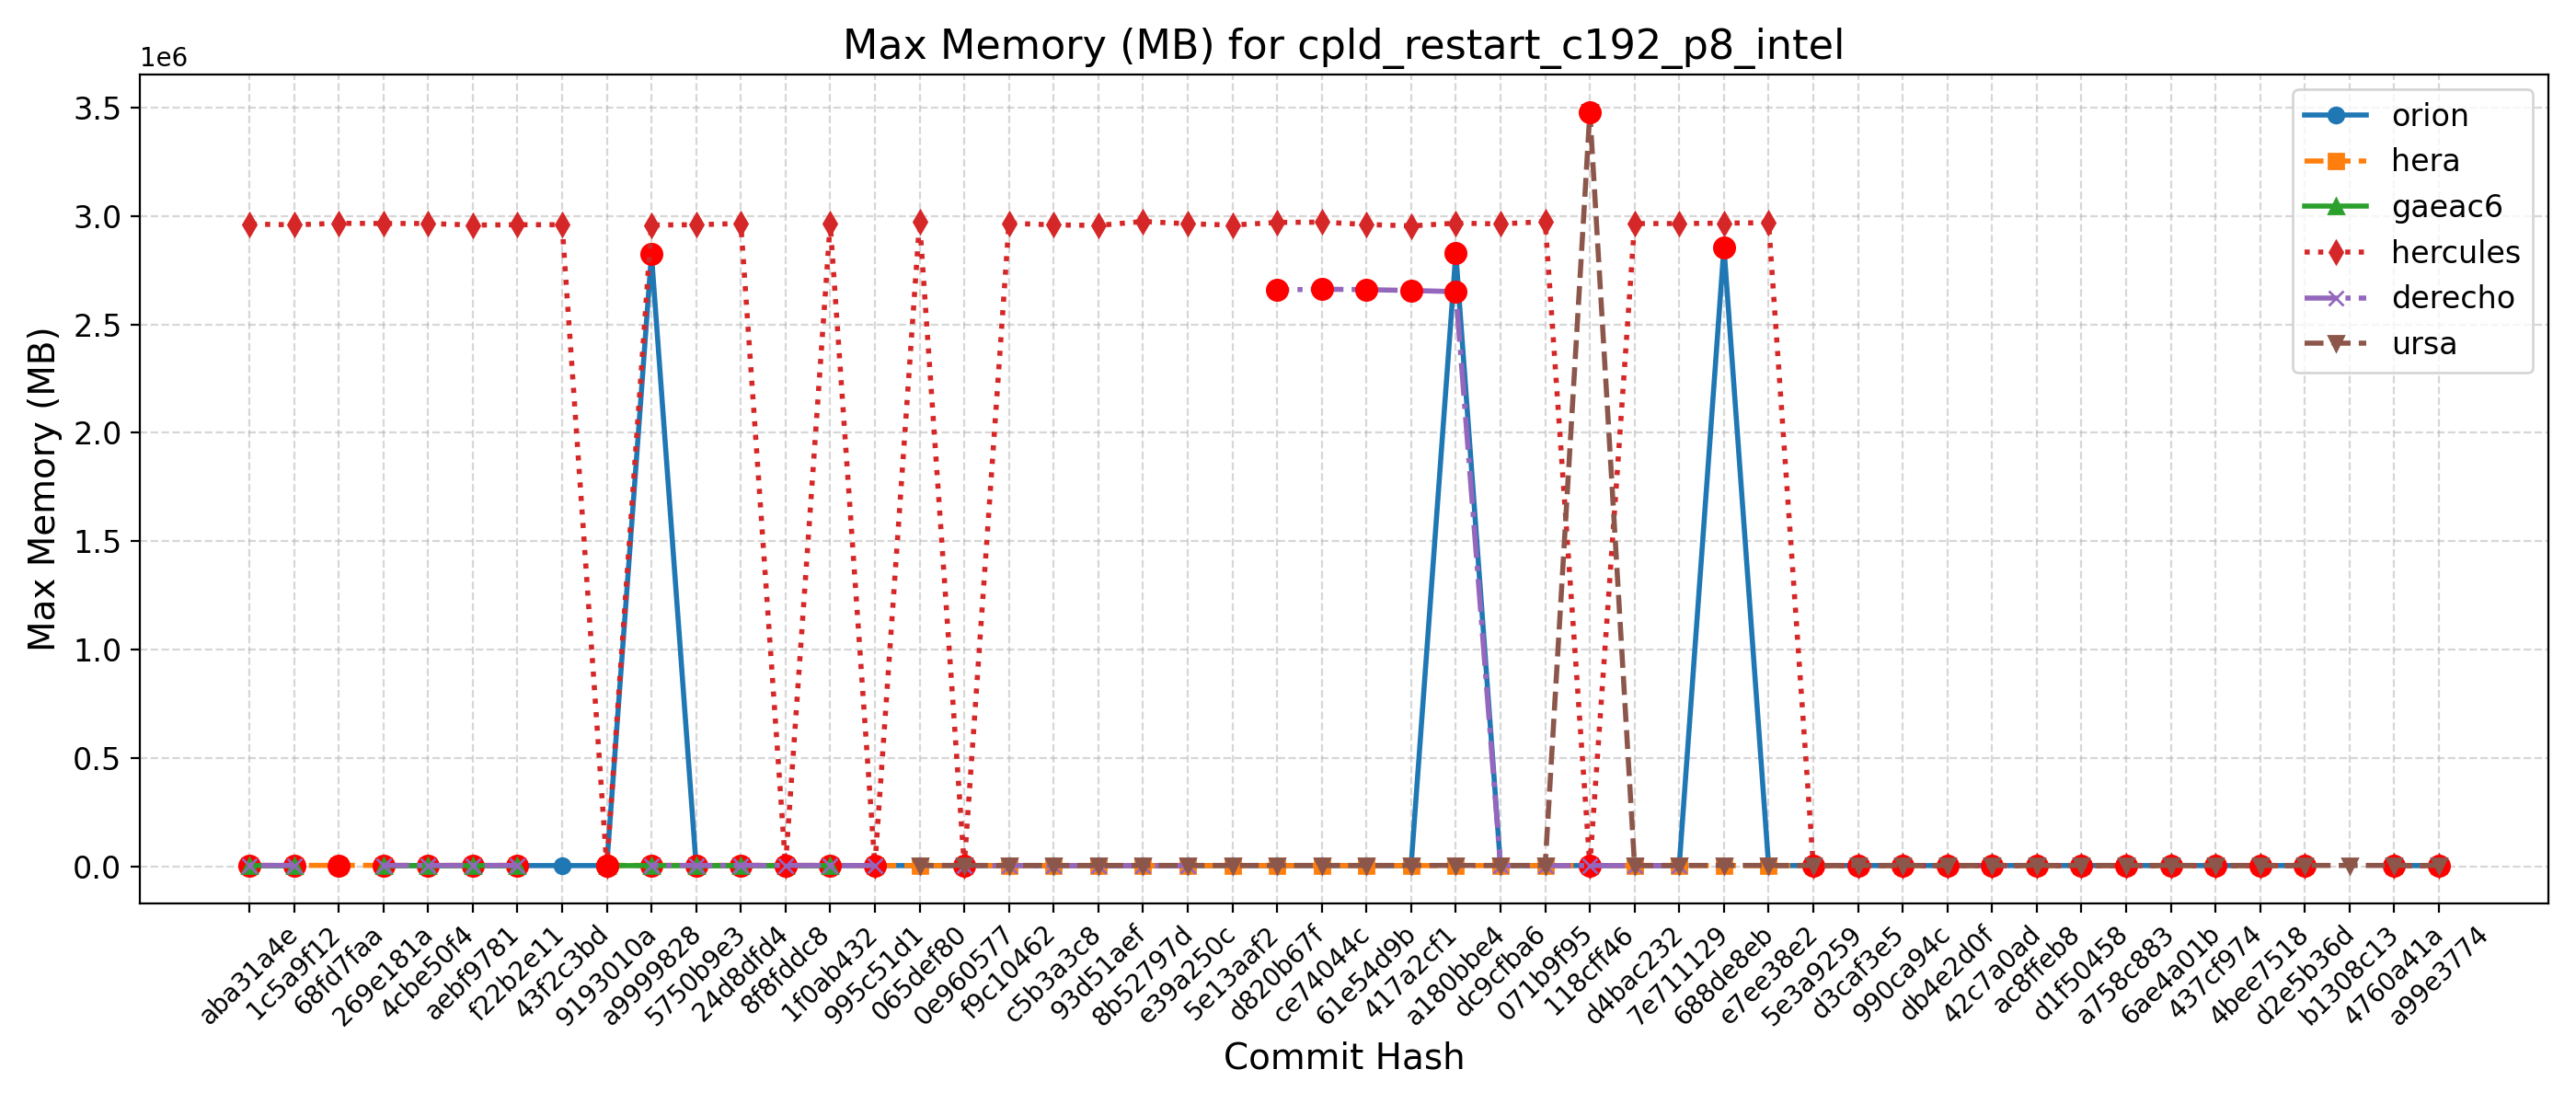 Max Memory (MB) for cpld_restart_c192_p8_intel
1e6
3.5
3.0
2.5
2.0
1.5
1.0
0.5
0.0
Max Memory (MB)
orion
hera
gaeac6
hercules
derecho
ursa
aba31a4e
1c5a9f12
68fd7faa
269e181a
4cbe50f4
aebf9781
f22b2e11
43f2c3bd
9193010a
a9999828
5750b9e3
24d8dfd4
8f8fddc8
1f0ab432
995c51d1
065def80
0e960577
f9c10462
c5b3a3c8
93d51aef
8b52797d
e39a250c
5e13aaf2
d820b67f
ce74044c
61e54d9b
417a2cf1
a180bbe4
dc9cfba6
071b9f95
118cff46
d4bac232
7e711129
688de8eb
e7ee38e2
5e3a9259
d3caf3e5
990ca94c
db4e2d0f
42c7a0ad
ac8ffeb8
d1f50458
a758c883
6ae4a01b
437cf974
4bee7518
d2e5b36d
b1308c13
4760a41a
a99e3774
Commit Hash